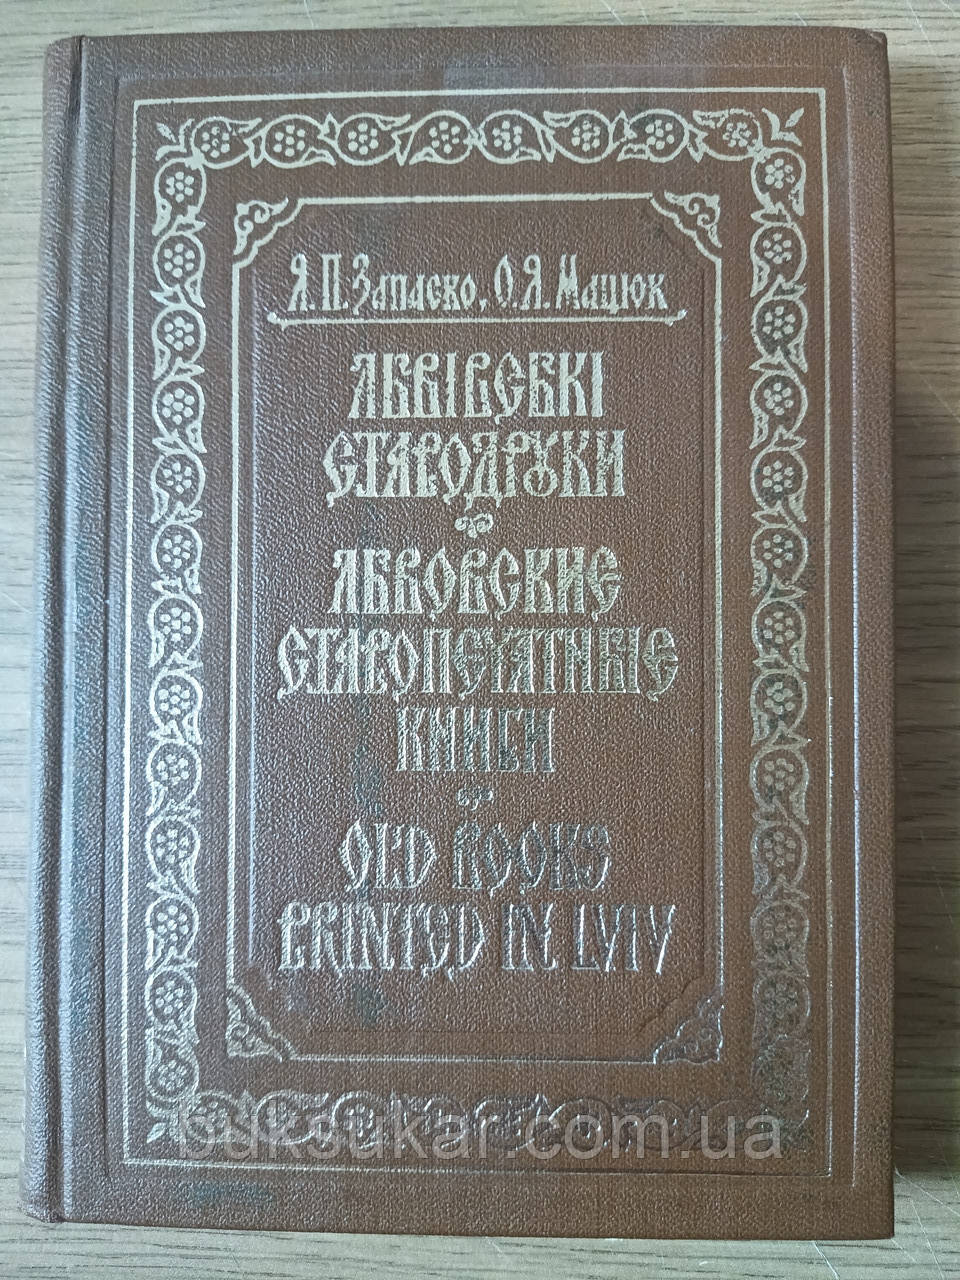 Я.П.Запаско, О.Я.Мацюк
ЛЬВІВСЬКІ
СТАРОДРУКИ
ЛЬВОВСКИЕ
СТАРОПЕЧАТНЫЕ
КНИГИ
OLD BOOKS
PRINTED IN LVIV
buksukar.com.ua